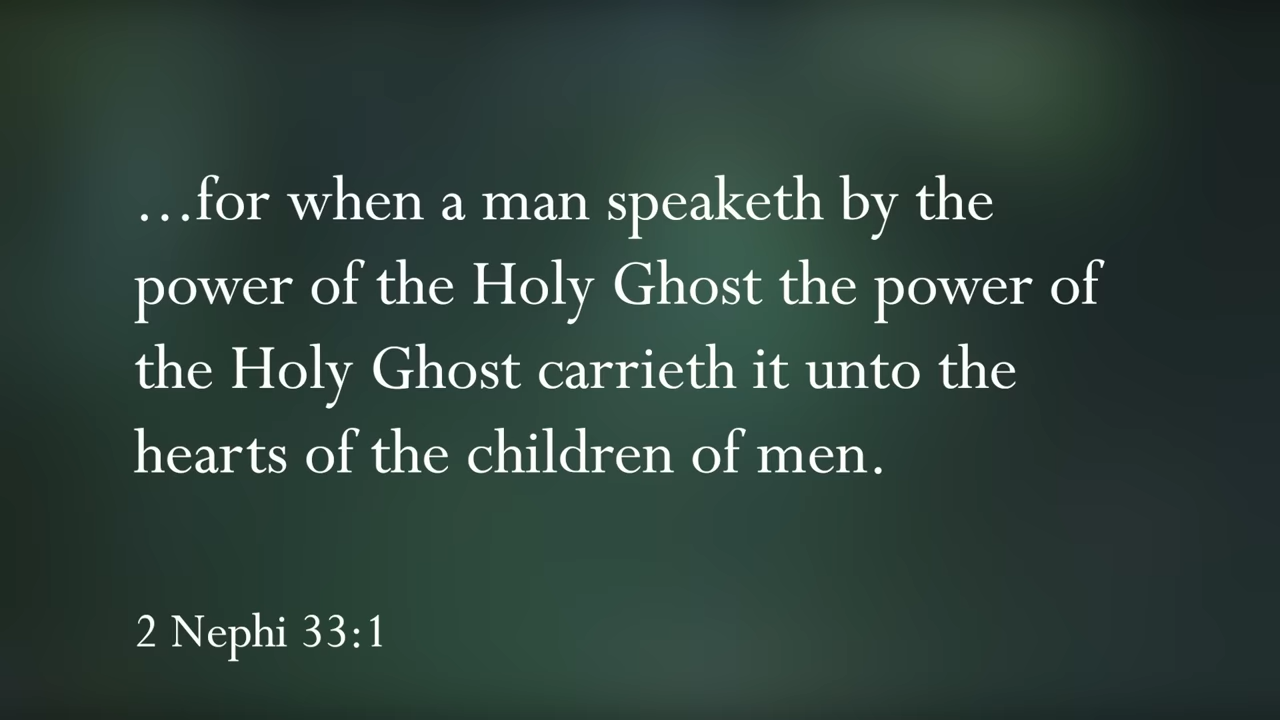 …for when a man speaketh by the
power of the Holy Ghost the power of
the Holy Ghost carrieth it unto the
hearts of the children of men.
2 Nephi 33:1